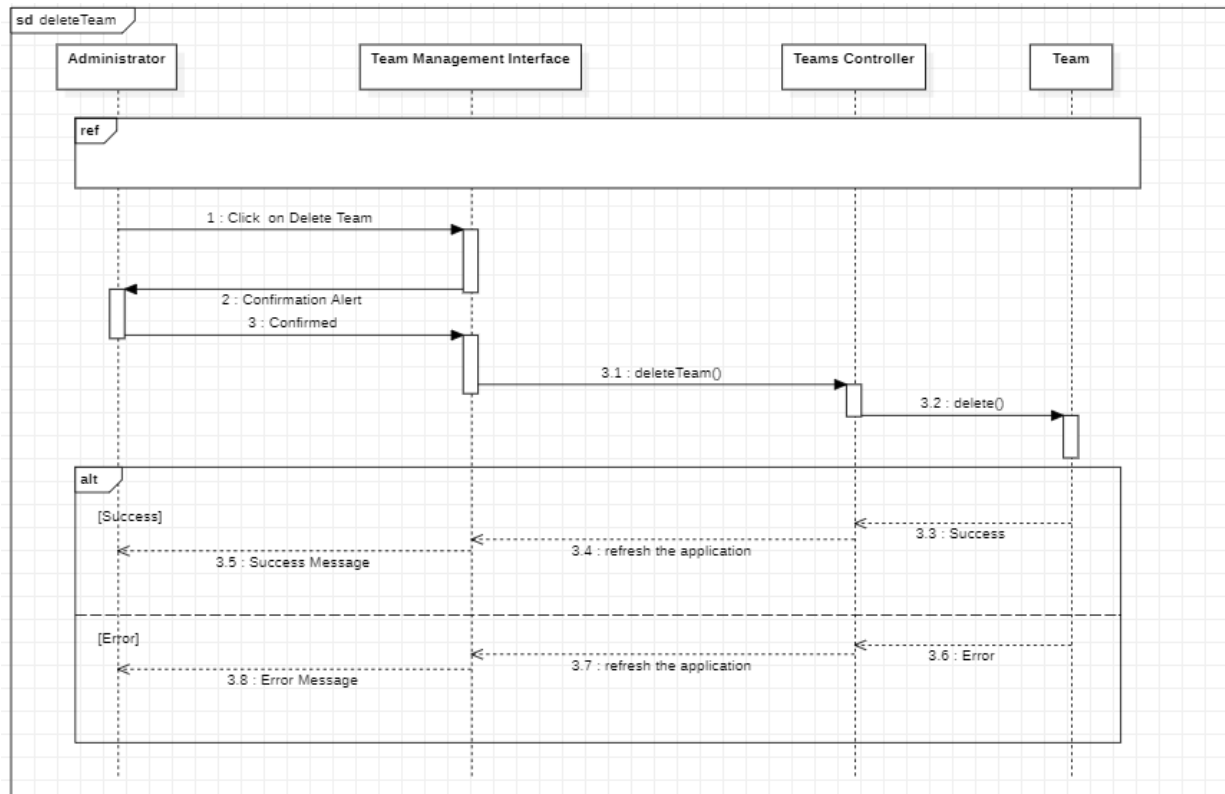 sd deleteTeam
Administrator
Team Management Interface
Teams Controller
Team
ref
1 : Click on Delete Team
2 : Confirmation Alert
3 : Confirmed
3.1 : deleteTeam()
3.2 : delete()
alt
[Success]
3.3 : Success
3.4 : refresh the application
3.5 : Success Message
[Error]
3.6 : Error
3.7 : refresh the application
3.8 : Error Message